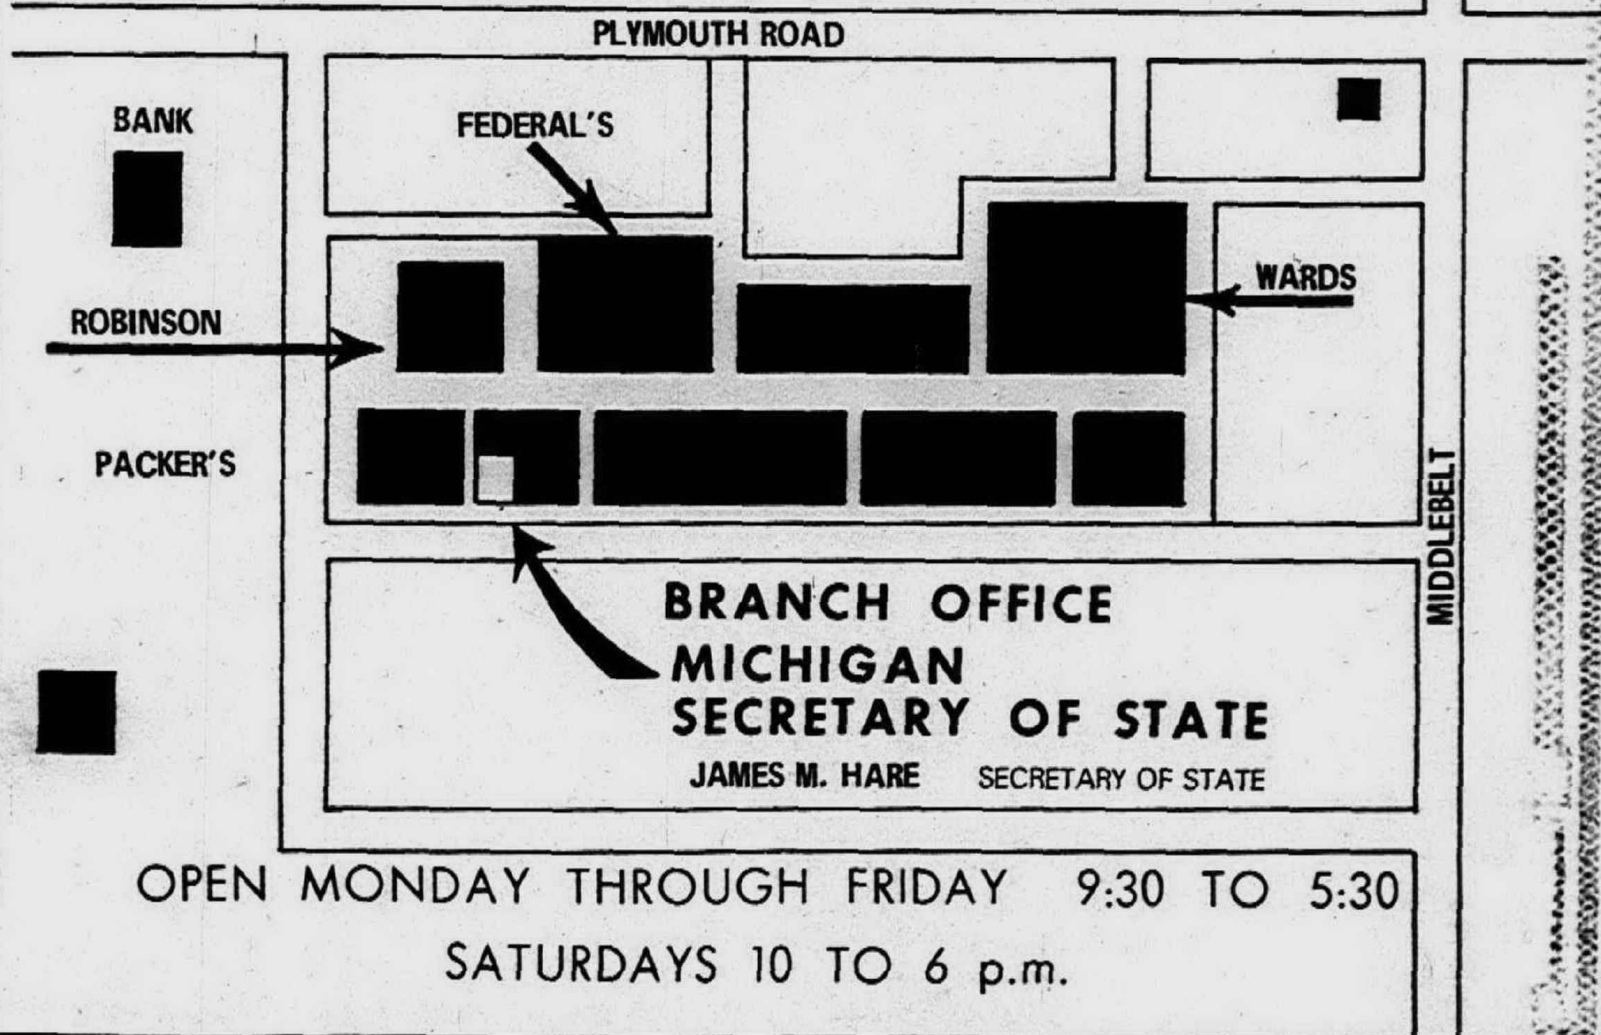 PLYMOUTH ROAD
BANK
FEDERAL'S
WARDS
ROBINSON
PACKER'S
MIDDLEBELT
BRANCH OFFICE
MICHIGAN
SECRETARY OF STATE
JAMES M. HARE SECRETARY OF STATE
OPEN MONDAY THROUGH FRIDAY 9:30 TO 5:30
SATURDAYS 10 TO 6 p.m.